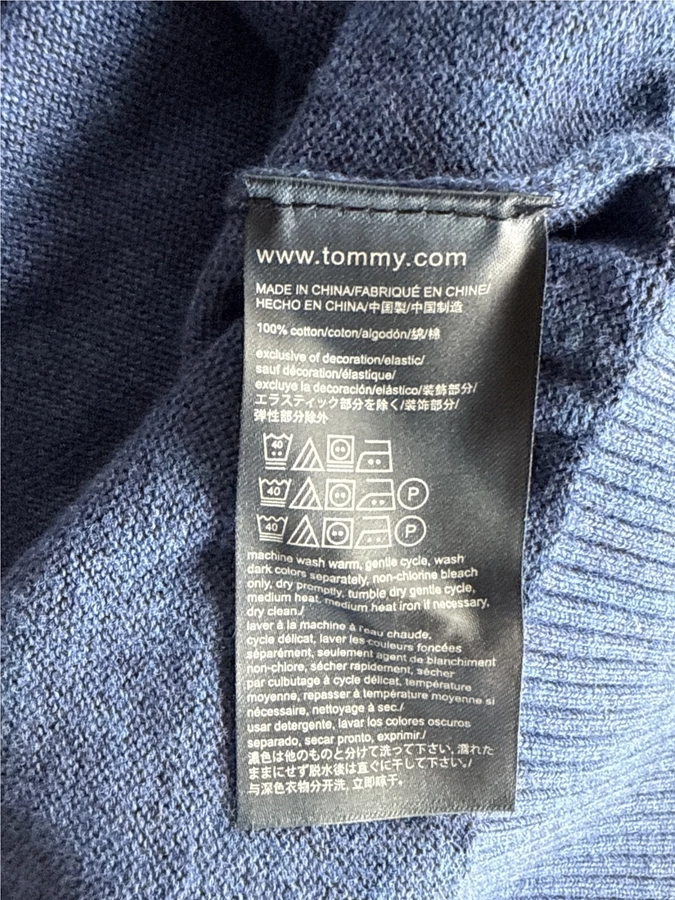 www.tommy.com
MADE IN CHINA/FABRIQUÉ EN CHINE/
HECHO EN CHINA/中国製/中国制造
100% cotton/coton/algodón/綿/棉
exclusive of decoration/elastic/
sauf décoration/élastique/
excluye la decoración/elástico/装飾部分/
エラスティック部分を除く/装饰部分/
弹性部分除外
40
40 P
40 P
machine wash warm, gentle cycle, wash
dark colors separately, non-chlorine bleach
only, dry promptly, tumble dry gentle cycle,
medium heat, medium heat iron if necessary,
dry clean./
laver à la machine à l'eau chaude,
cycle délicat, laver les couleurs foncées
séparément, seulement agent de blanchiment
non-chlore, sécher rapidement, sécher
par culbutage à cycle délicat, température
moyenne, repasser à température moyenne si
nécessaire, nettoyage à sec./
usar detergente, lavar los colores oscuros
separado, secar pronto, exprimir./
濃色は他のものと分けて洗って下さい, 濡れた
ままにせず脱水後は直ぐに干して下さい./
与深色衣物分开洗, 立即晾干。